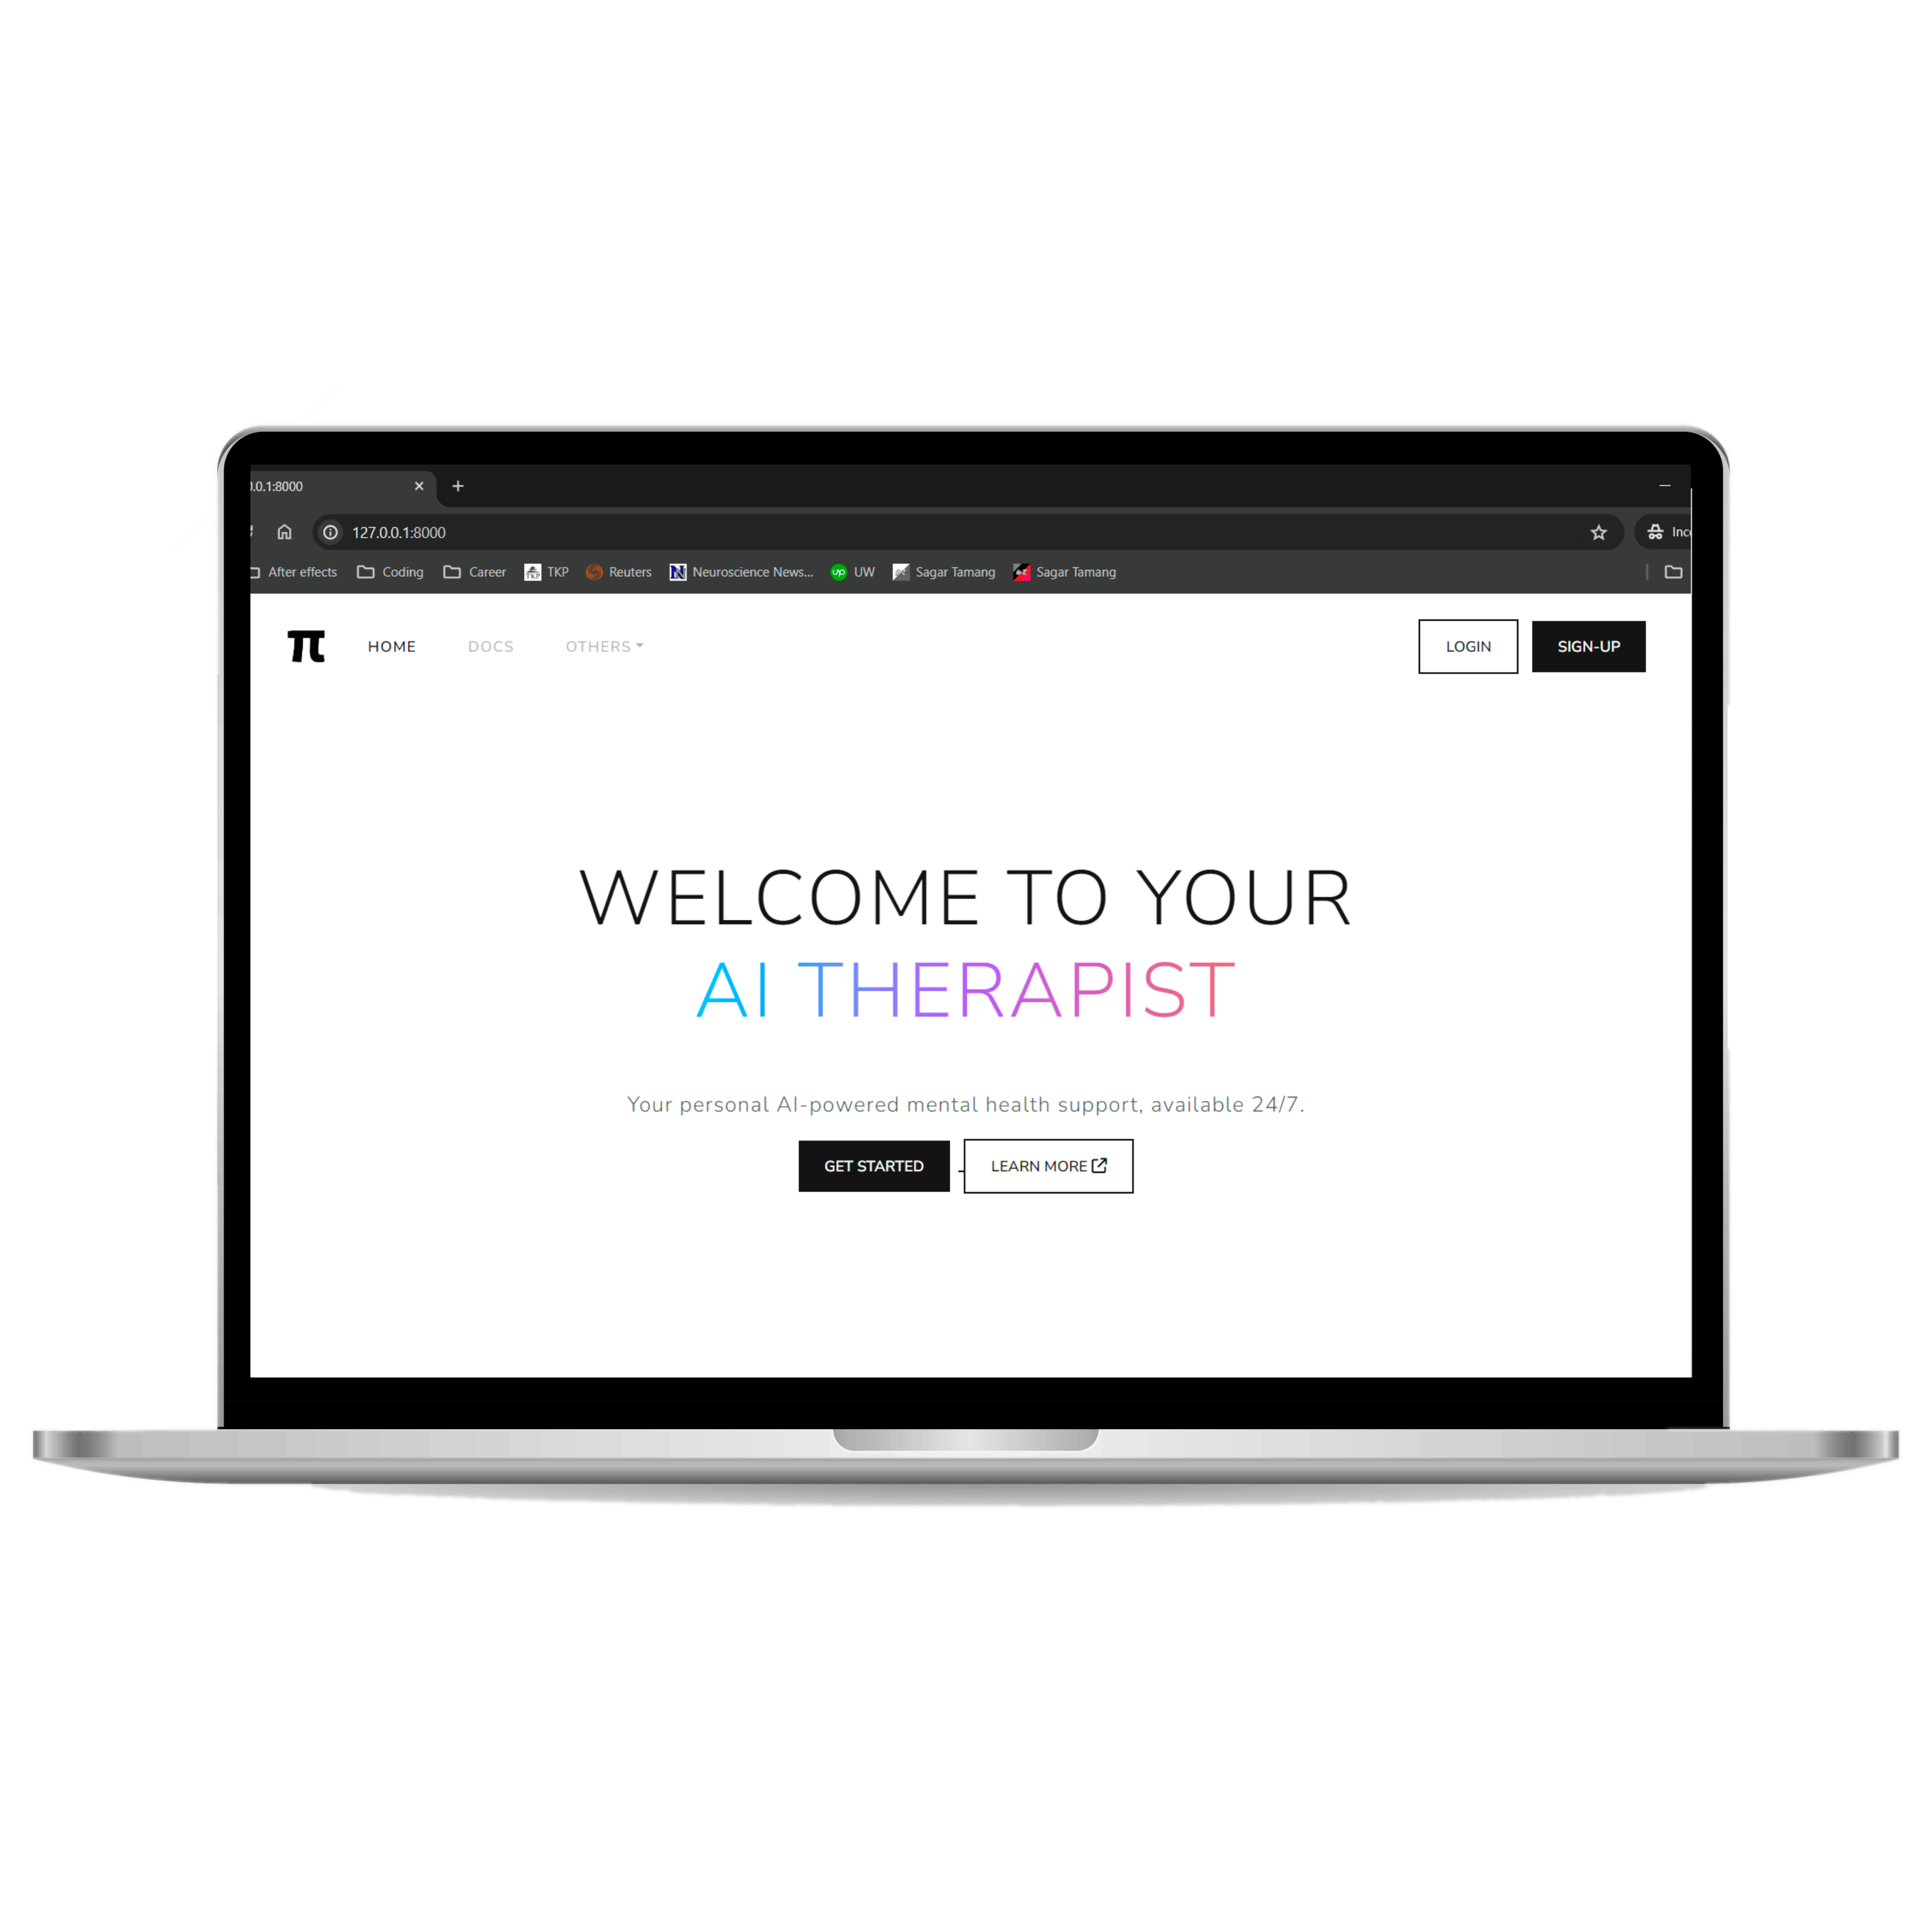 0.0.1:8000
127.0.0.1:8000
After effects Coding Career TKP Reuters Neuroscience News... UW Sagar Tamang Sagar Tamang
π HOME DOCS OTHERS LOGIN SIGN-UP
WELCOME TO YOUR
AI THERAPIST
Your personal AI-powered mental health support, available 24/7.
GET STARTED LEARN MORE